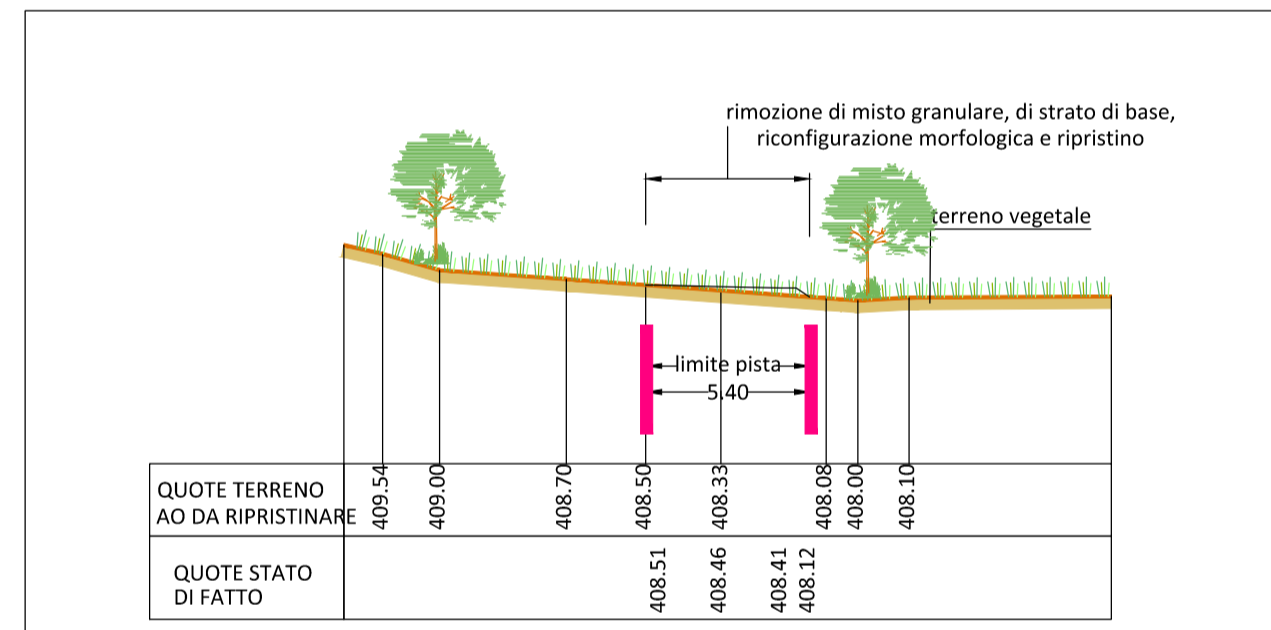 rimozione di misto granulare, di strato di base,
riconfigurazione morfologica e ripristino
terreno vegetale
limite pista
5.40
QUOTE TERRENO
AO DA RIPRISTINARE
409.54
409.00
408.70
408.50
408.33
408.08
408.00
408.10
QUOTE STATO
DI FATTO
408.51
408.46
408.41
408.12